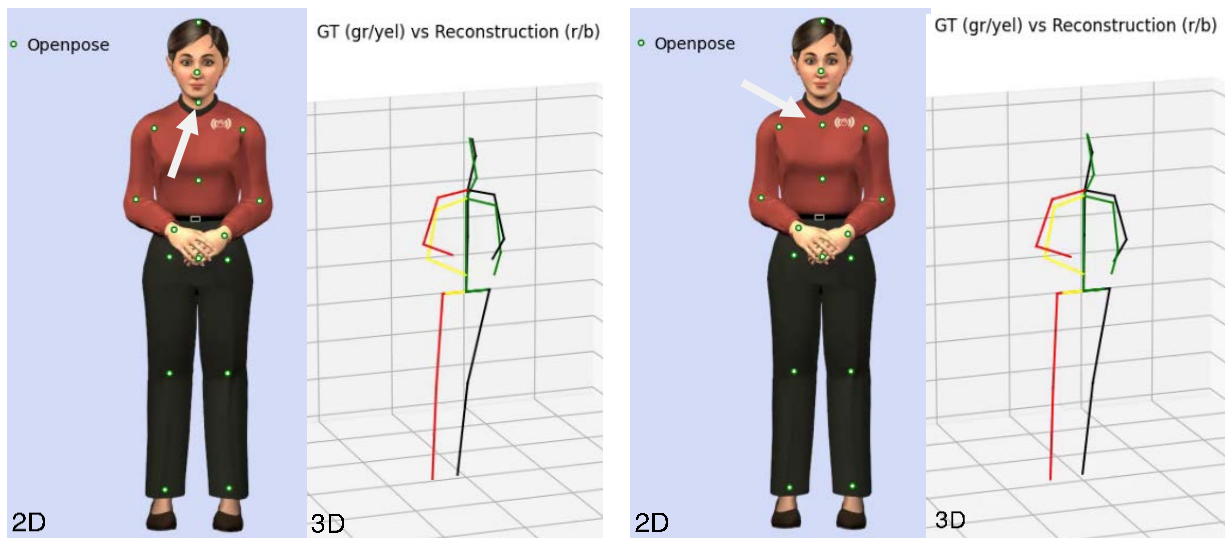 Openpose
GT (gr/yel) vs Reconstruction (r/b)
2D
3D
Openpose
GT (gr/yel) vs Reconstruction (r/b)
2D
3D